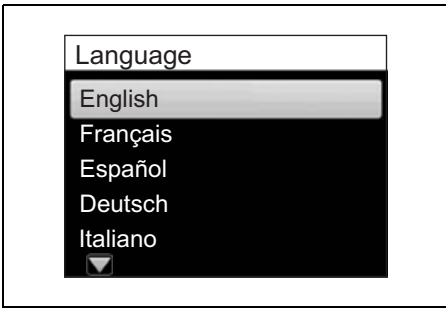 Language
English
Français
Español
Deutsch
Italiano